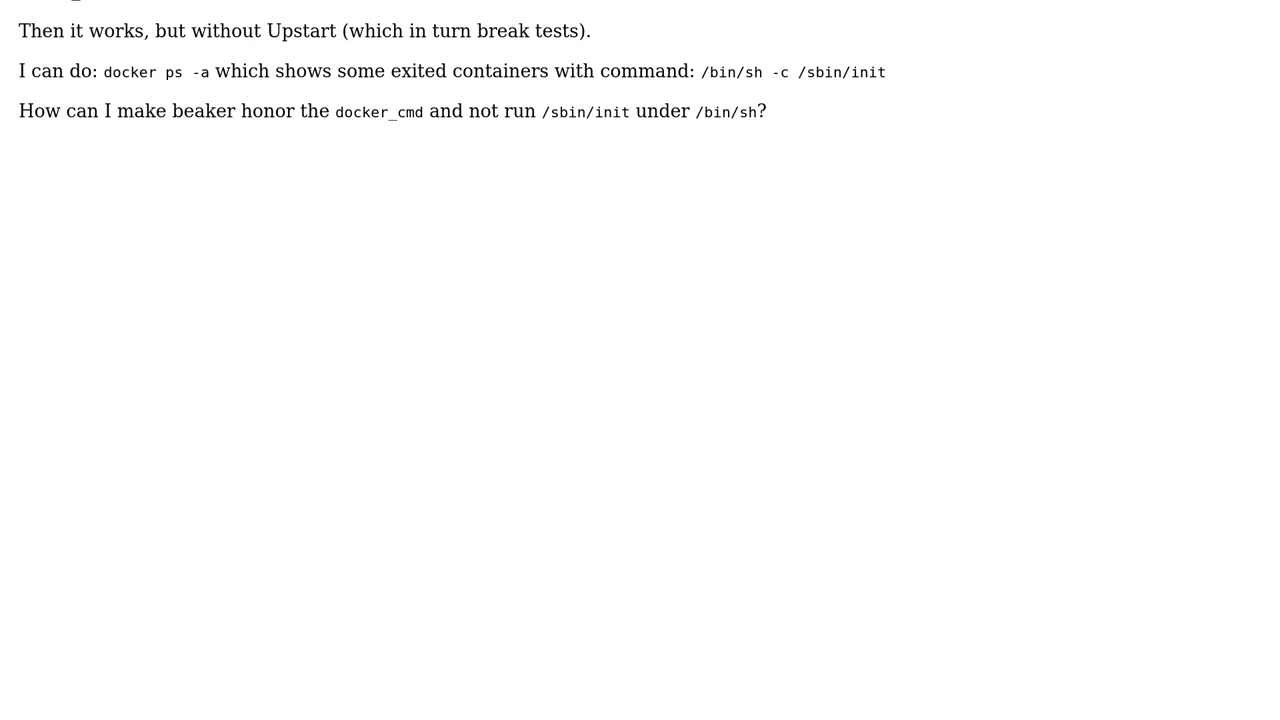 Then it works, but without Upstart (which in turn break tests).
I can do: docker ps -a which shows some exited containers with command: /bin/sh -c /sbin/init
How can I make beaker honor the docker_cmd and not run /sbin/init under /bin/sh?